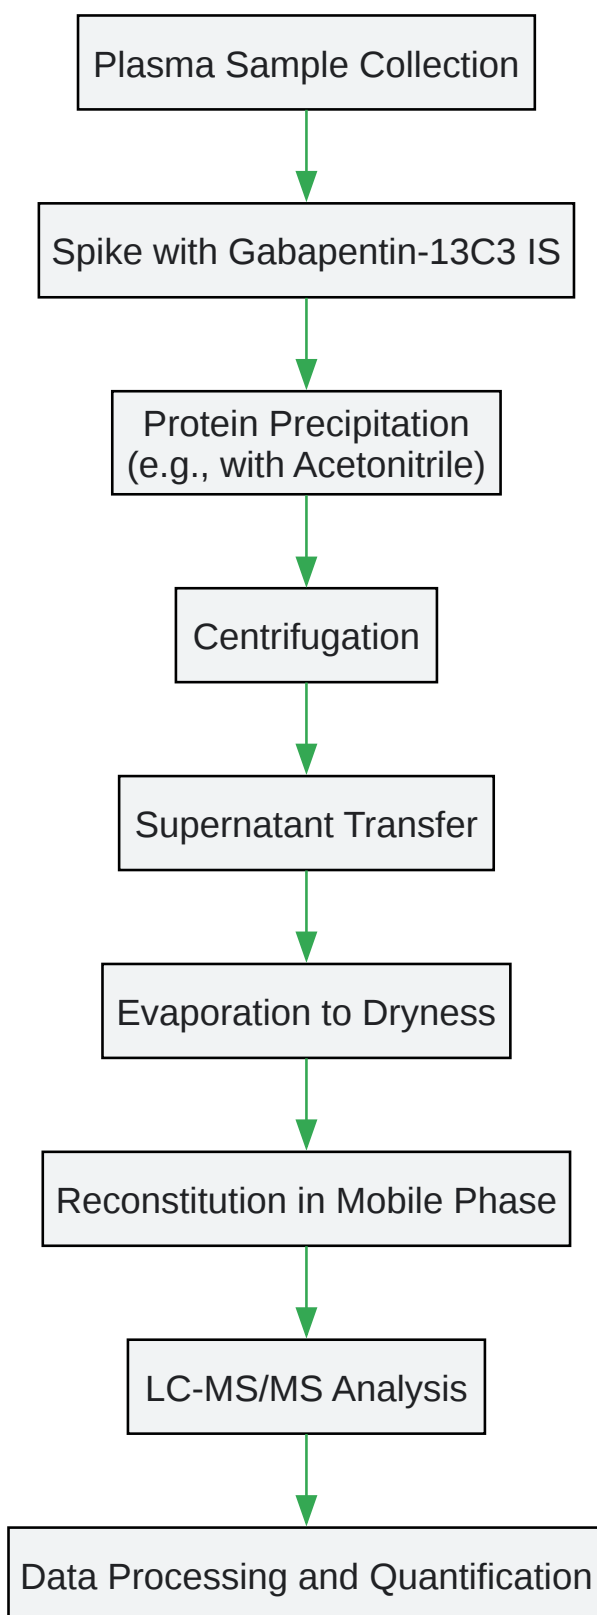 Plasma Sample Collection
Spike with Gabapentin-13C3 IS
Protein Precipitation
(e.g., with Acetonitrile)
Centrifugation
Supernatant Transfer
Evaporation to Dryness
Reconstitution in Mobile Phase
LC-MS/MS Analysis
Data Processing and Quantification